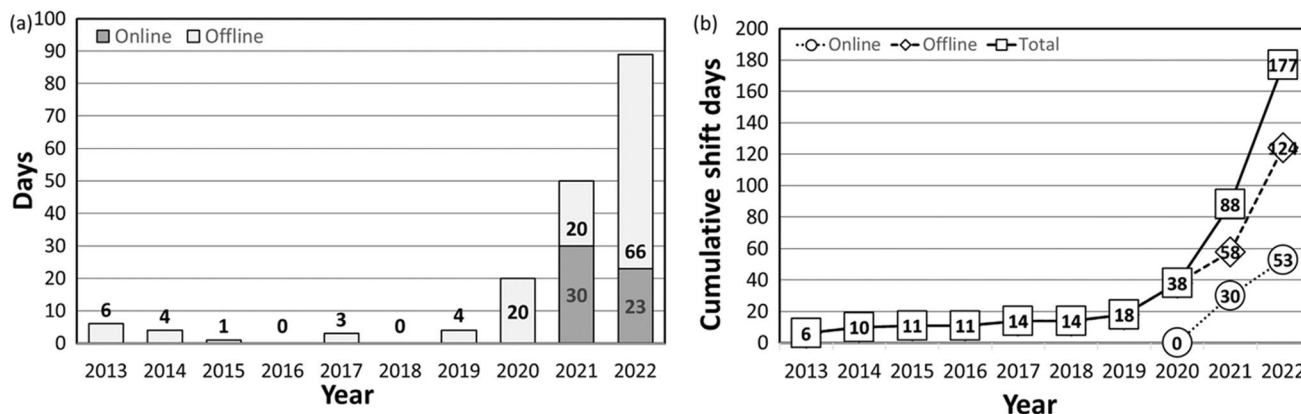 (a)
Online Offline
100
90
80
70
60
50
40
30
20
10
0
Days
6 4 1 0 3 0 4 20 20 30 66 23
2013 2014 2015 2016 2017 2018 2019 2020 2021 2022
Year
(b)
Online Offline Total
200
180
160
140
120
100
80
60
40
20
0
Cumulative shift days
6 10 11 11 14 14 18 38 88 177
58 124
0 30 53
2013 2014 2015 2016 2017 2018 2019 2020 2021 2022
Year